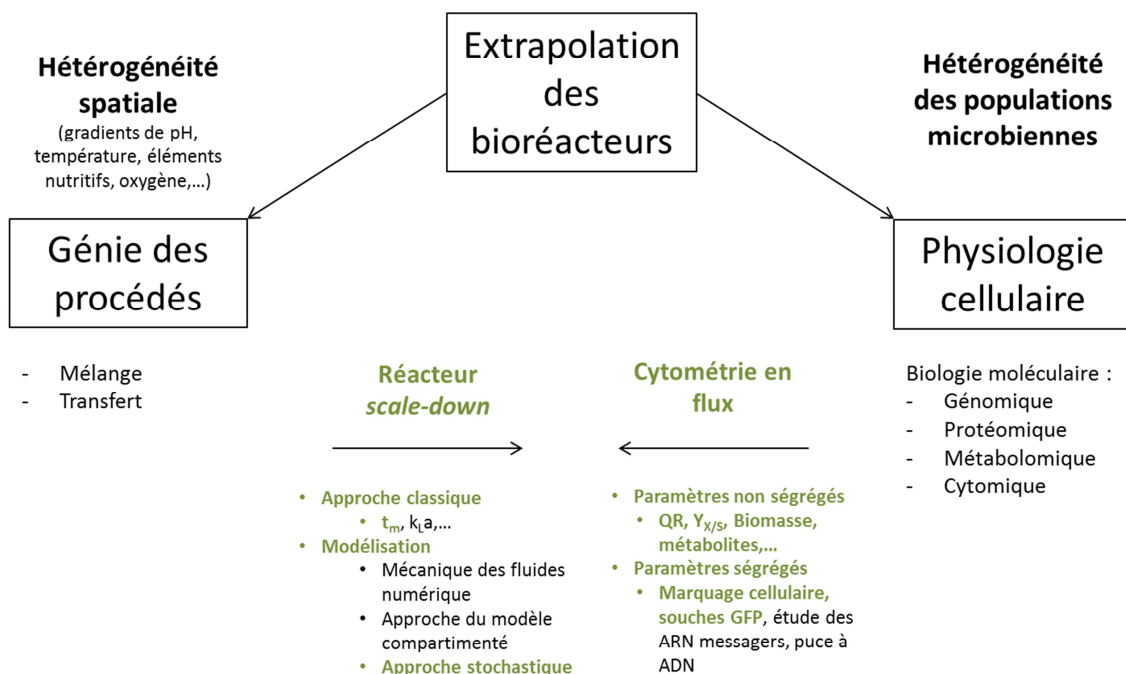 Extrapolation
des
bioréacteurs
Hétérogénéité
spatiale
(gradients de pH,
température, éléments
nutritifs, oxygène,…)
Hétérogénéité
des populations
microbiennes
Génie des
procédés
Physiologie
cellulaire
- Mélange
- Transfert
Réacteur
scale-down
Cytométrie en
flux
Biologie moléculaire :
- Génomique
- Protéomique
- Métabolomique
- Cytomique
• Approche classique
• tm, kLa,…
• Modélisation
• Mécanique des fluides
numérique
• Approche du modèle
compartimenté
• Approche stochastique
• Paramètres non ségrégés
• QR, YX/S, Biomasse,
métabolites,…
• Paramètres ségrégés
• Marquage cellulaire,
souches GFP, étude des
ARN messagers, puce à
ADN